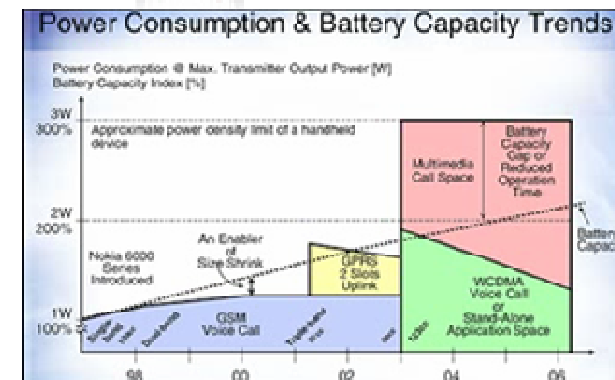 Power Consumption & Battery Capacity Trends
Power Consumption @ Max. Transmitter Output Power [W]
Battery Capacity Index [%]
3W
300%
Approximate power density limit of a handheld
device
Multimedia
Call Space
Battery
Capacity
Gap or
Reduced
Operation
Time
2W
200%
An Enabler
of
Size Shrink
Nokia 6000
Series
Introduced
GPRS
2 Slots
Uplink
Battery
Capac
WCDMA
Voice Call
or
Stand-Alone
Application Space
1W
100%
GSM
Voice Call
Dual-band
98
00
02
04
06